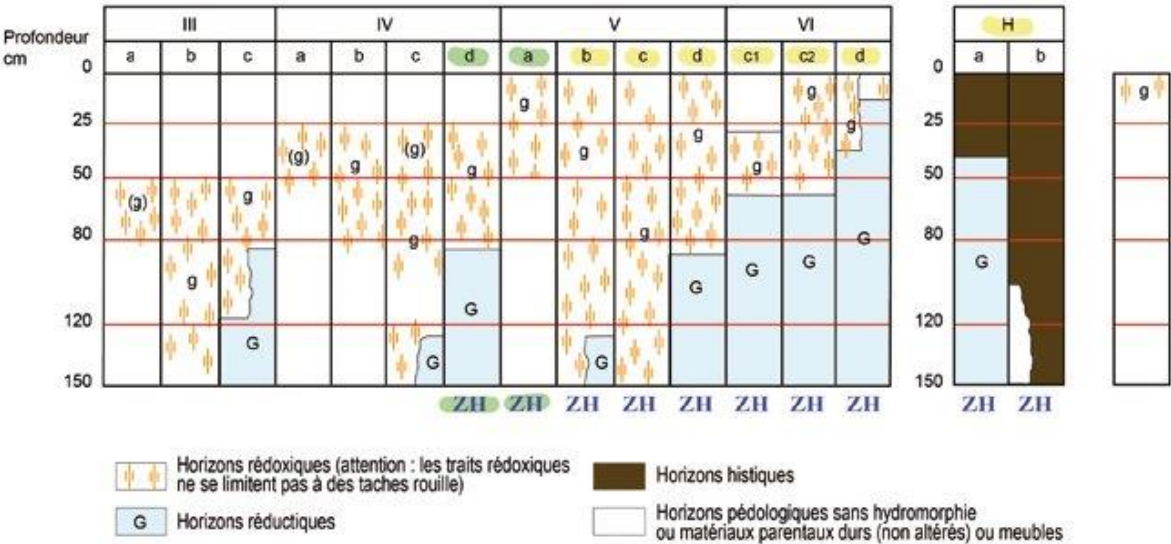 III IV V VI H
Profondeur
cm
a b c a b c d a b c d c1 c2 d a b
0 0
g g g
25 25
(g) g (g) g g g g g
50 50
(g) g g
80 g g G 80
g G G G G
120 G G 120
G G
150 150
ZH ZH ZH ZH ZH ZH ZH ZH ZH
Horizons rédoxiques (attention : les traits rédoxiques
ne se limitent pas à des taches rouille)
Horizons histiques
G Horizons réductiques
Horizons pédologiques sans hydromorphie
ou matériaux parentaux durs (non altérés) ou meubles